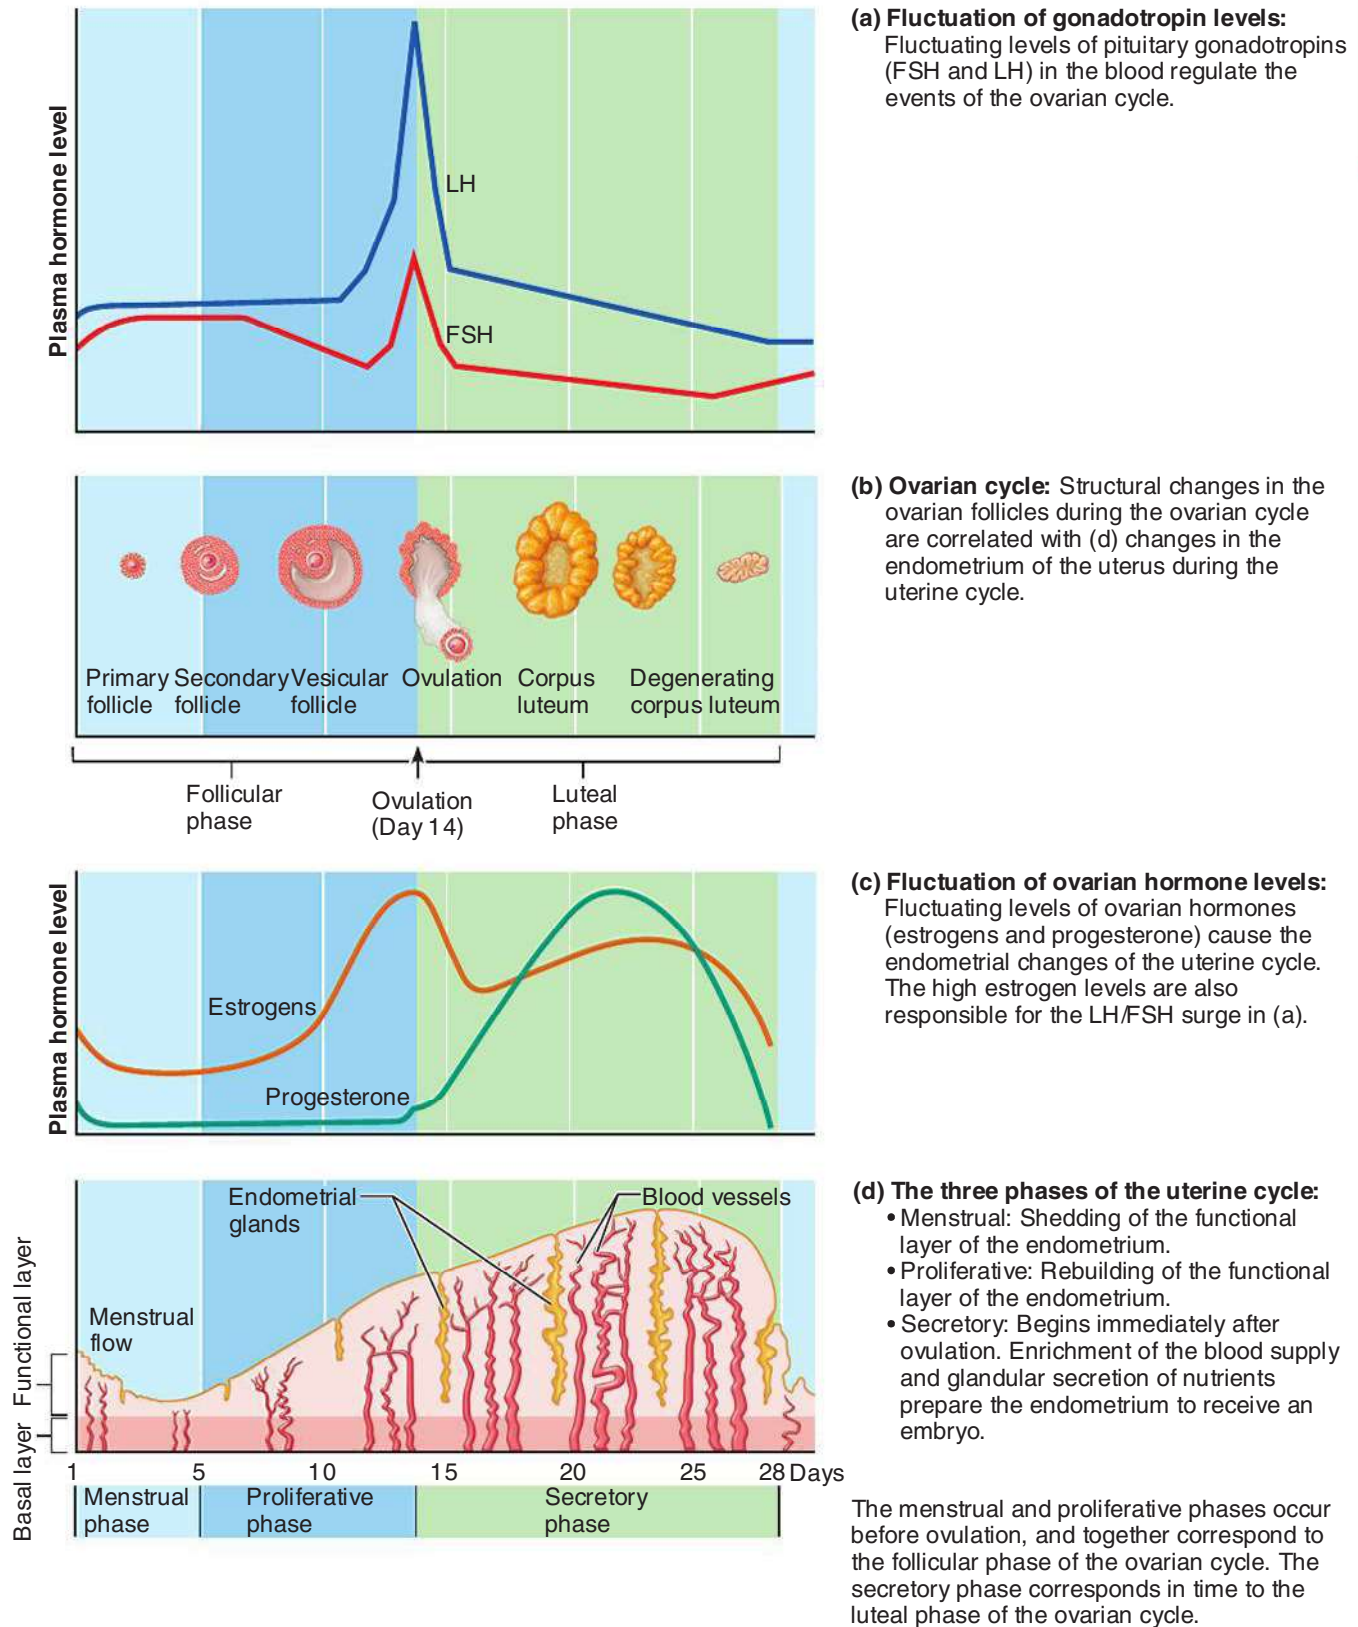 (a) Fluctuation of gonadotropin levels:
Fluctuating levels of pituitary gonadotropins
(FSH and LH) in the blood regulate the
events of the ovarian cycle.
Plasma hormone level
LH
FSH
(b) Ovarian cycle: Structural changes in the
ovarian follicles during the ovarian cycle
are correlated with (d) changes in the
endometrium of the uterus during the
uterine cycle.
Primary
follicle
Secondary
follicle
Vesicular
follicle
Ovulation
Corpus
luteum
Degenerating
corpus luteum
Follicular
phase
Ovulation
(Day 14)
Luteal
phase
(c) Fluctuation of ovarian hormone levels:
Fluctuating levels of ovarian hormones
(estrogens and progesterone) cause the
endometrial changes of the uterine cycle.
The high estrogen levels are also
responsible for the LH/FSH surge in (a).
Plasma hormone level
Estrogens
Progesterone
(d) The three phases of the uterine cycle:
• Menstrual: Shedding of the functional
layer of the endometrium.
• Proliferative: Rebuilding of the functional
layer of the endometrium.
• Secretory: Begins immediately after
ovulation. Enrichment of the blood supply
and glandular secretion of nutrients
prepare the endometrium to receive an
embryo.
Endometrial
glands
Blood vessels
Menstrual
flow
Functional layer
Basal layer
1 5 10 15 20 25 28 Days
Menstrual
phase
Proliferative
phase
Secretory
phase
The menstrual and proliferative phases occur
before ovulation, and together correspond to
the follicular phase of the ovarian cycle. The
secretory phase corresponds in time to the
luteal phase of the ovarian cycle.